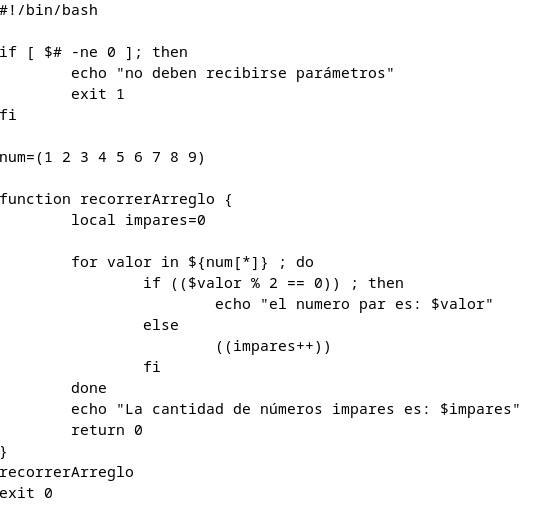 #!/bin/bash

if [ $# -ne 0 ]; then
        echo "no deben recibirse parámetros"
        exit 1
fi

num=(1 2 3 4 5 6 7 8 9)

function recorrerArreglo {
        local impares=0

        for valor in ${num[*]} ; do
                if (($valor % 2 == 0)) ; then
                        echo "el numero par es: $valor"
                else
                        ((impares++))
                fi
        done
        echo "La cantidad de números impares es: $impares"
        return 0
}
recorrerArreglo
exit 0